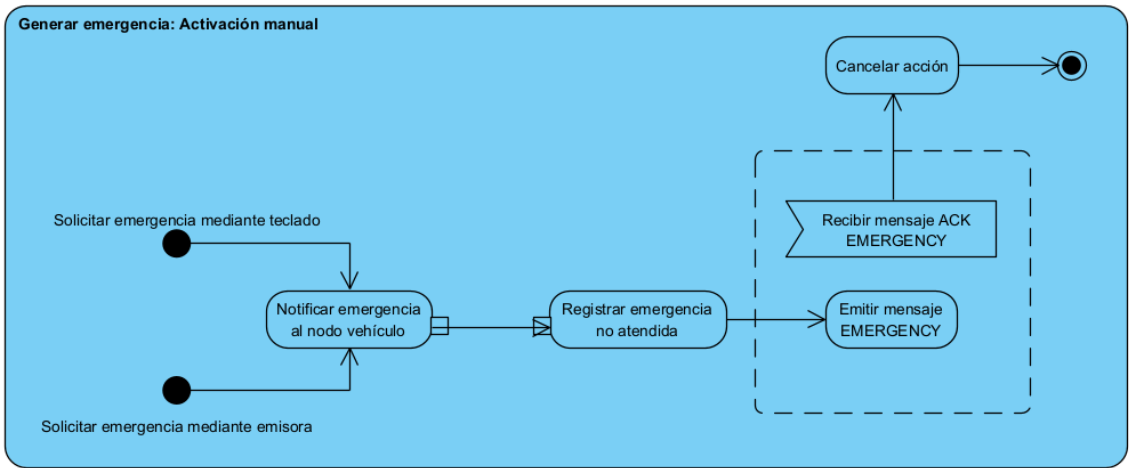 Generar emergencia: Activación manual
Cancelar acción
Solicitar emergencia mediante teclado
Recibir mensaje ACK
EMERGENCY
Notificar emergencia
al nodo vehículo
Registrar emergencia
no atendida
Emitir mensaje
EMERGENCY
Solicitar emergencia mediante emisora